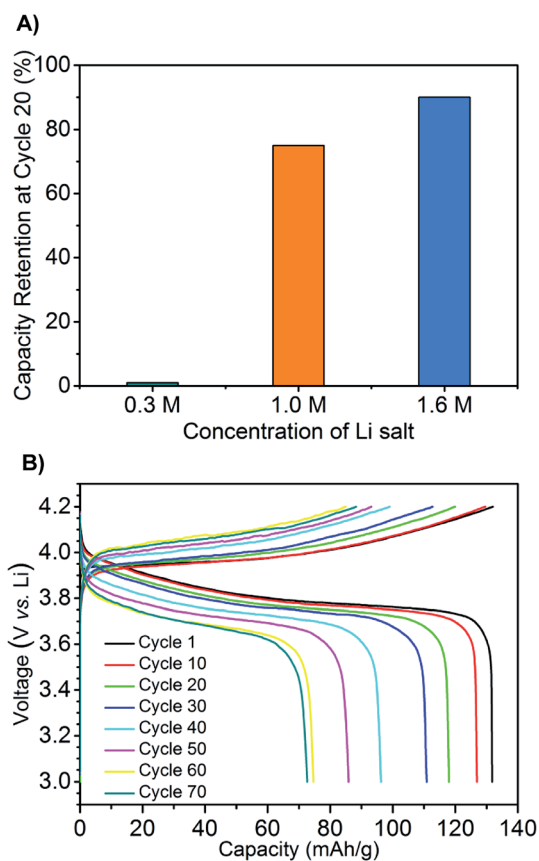 A)
Capacity Retention at Cycle 20 (%)
100
80
60
40
20
0
0.3 M 1.0 M 1.6 M
Concentration of Li salt
B)
Voltage (V vs. Li)
4.2
4.0
3.8
3.6
3.4
3.2
3.0
Cycle 1
Cycle 10
Cycle 20
Cycle 30
Cycle 40
Cycle 50
Cycle 60
Cycle 70
0 20 40 60 80 100 120 140
Capacity (mAh/g)